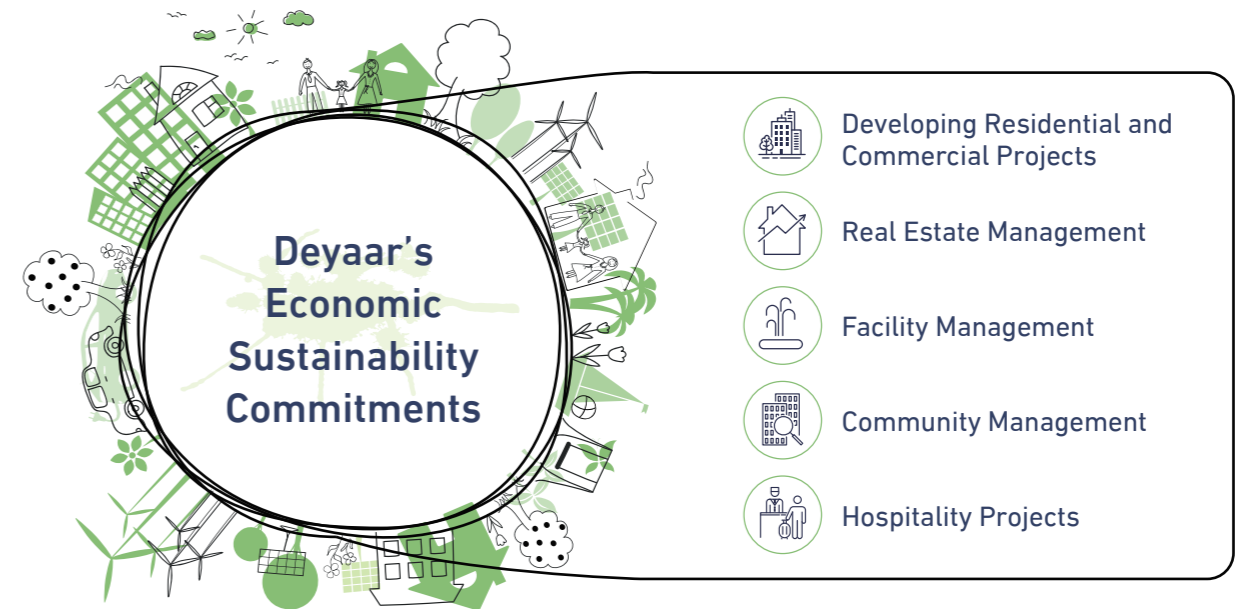 Deyaar’s
Economic
Sustainability
Commitments
Developing Residential and
Commercial Projects
Real Estate Management
Facility Management
Community Management
Hospitality Projects